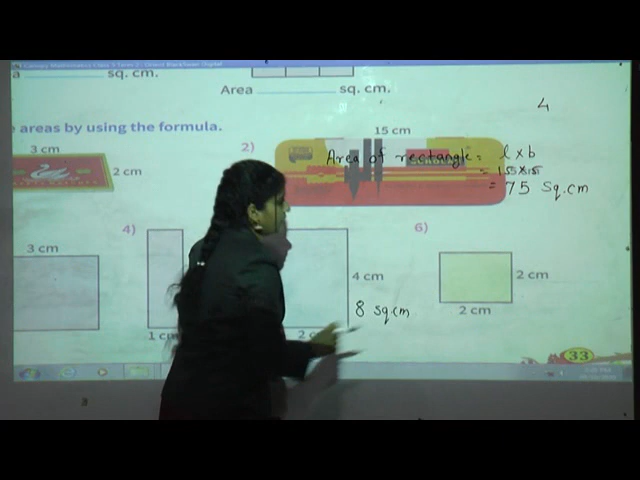 sq. cm.
Area sq. cm.
areas by using the formula.
3 cm
2 cm
2)
15 cm
4
Area of rectangle = l x b
= 75 Sq.cm
3 cm
4)
1 cm
4 cm
8 sq.cm
6)
2 cm
2 cm
33